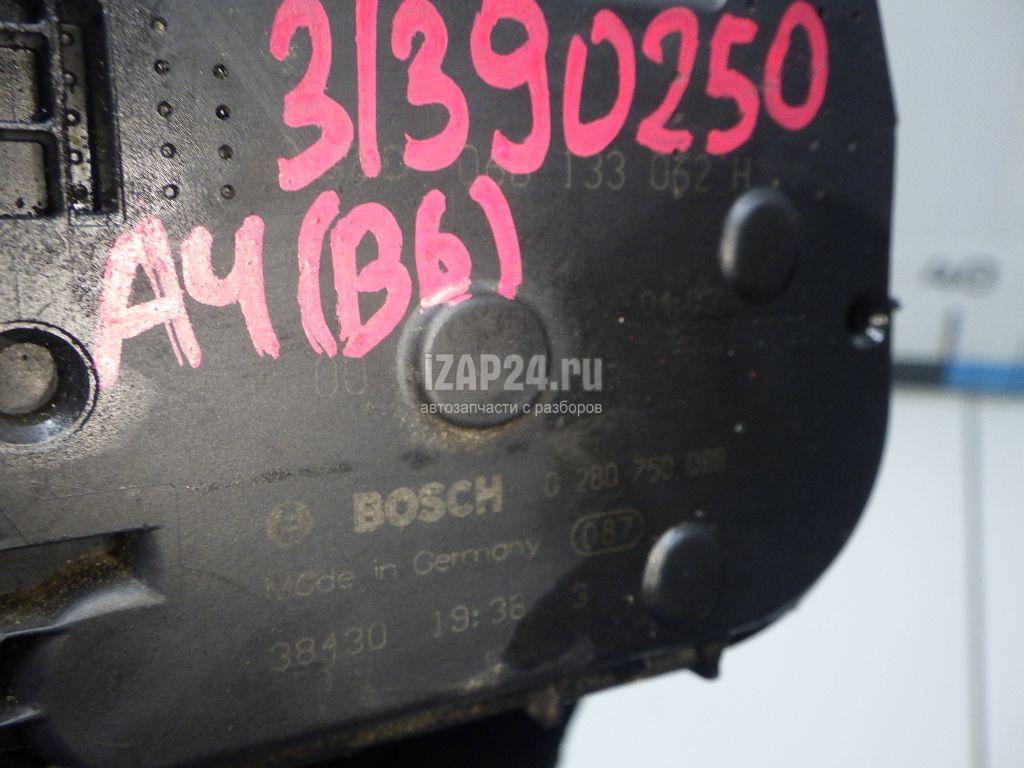 31390250
133 062 H
A4(B6)
iZAP24.ru
автозапчасти с разборов
BOSCH 0 280 750 088
Made in Germany 087
38430 19:38 3